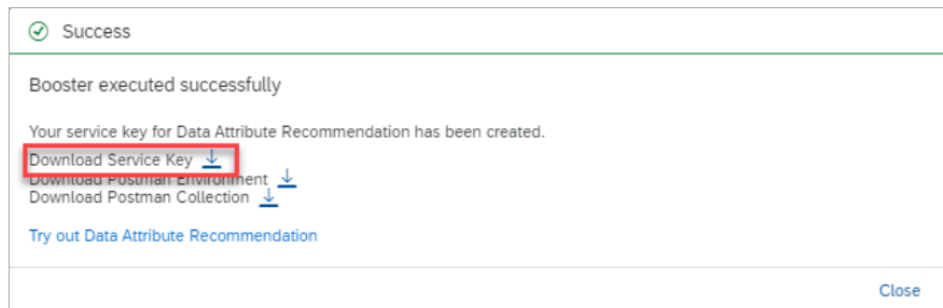 Success
Booster executed successfully
Your service key for Data Attribute Recommendation has been created.
Download Service Key
Download Postman Environment
Download Postman Collection
Try out Data Attribute Recommendation
Close